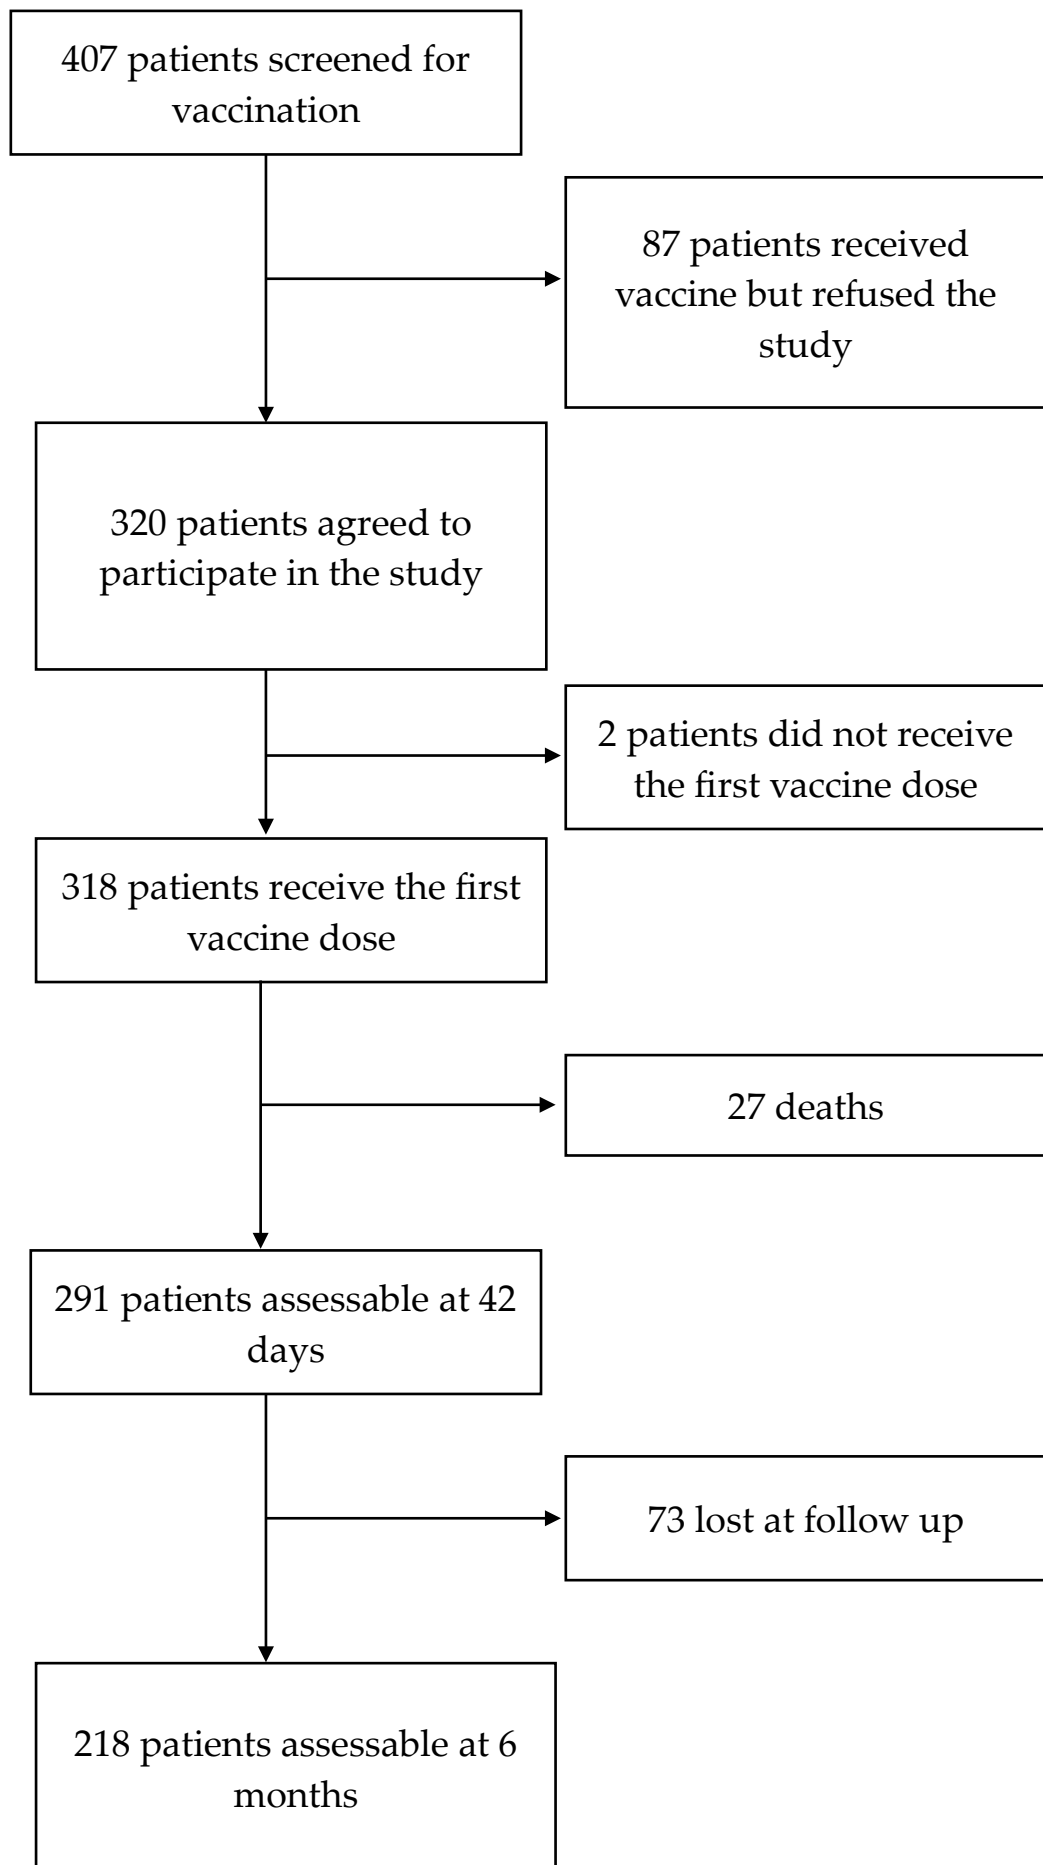 407 patients screened for
vaccination
87 patients received
vaccine but refused the
study
320 patients agreed to
participate in the study
2 patients did not receive
the first vaccine dose
318 patients receive the first
vaccine dose
27 deaths
291 patients assessable at 42
days
73 lost at follow up
218 patients assessable at 6
months